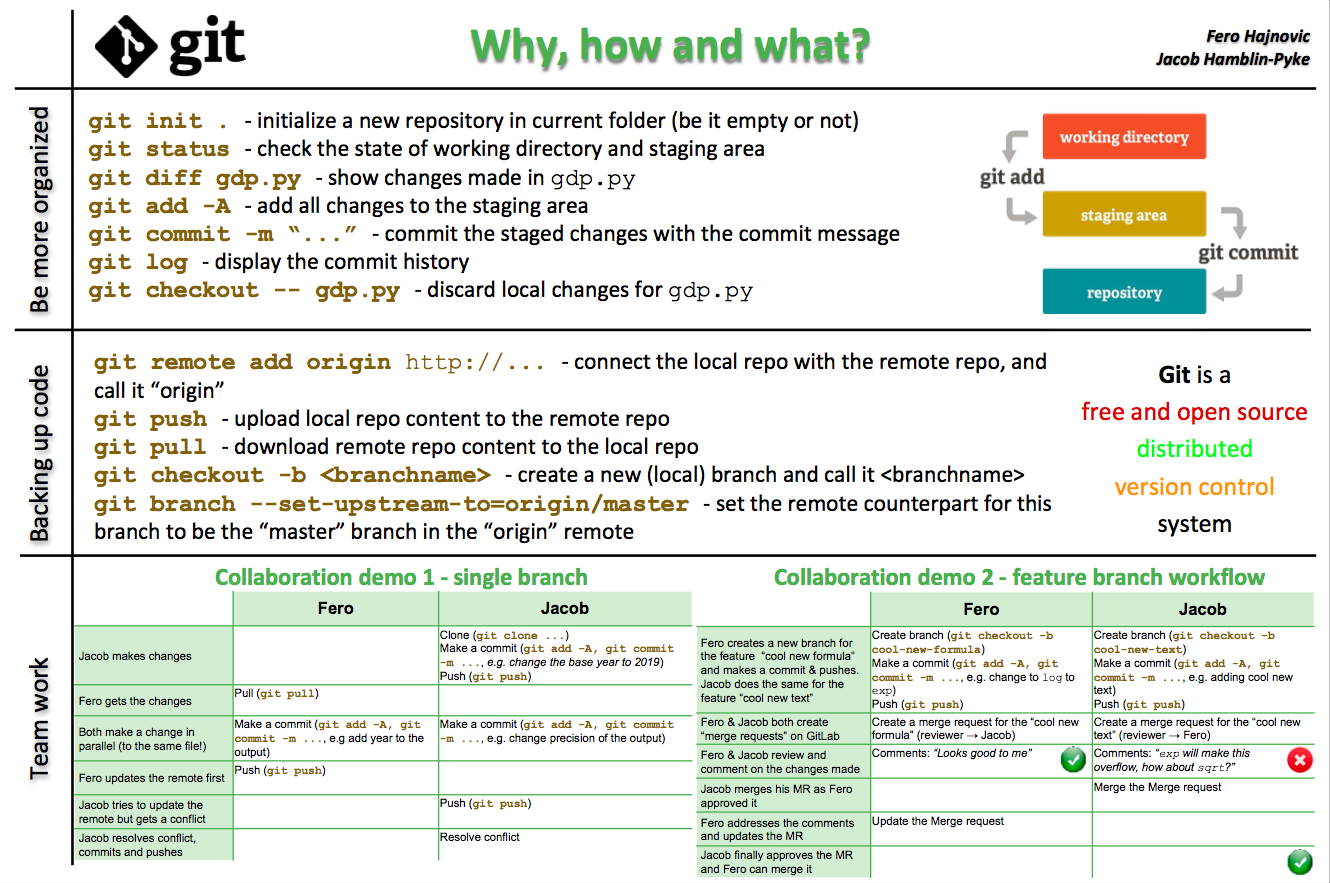 git
Why, how and what?
Fero Hajnovic
Jacob Hamblin-Pyke
Be more organized
git init . - initialize a new repository in current folder (be it empty or not)
git status - check the state of working directory and staging area
git diff gdp.py - show changes made in gdp.py
git add -A - add all changes to the staging area
git commit -m “...” - commit the staged changes with the commit message
git log - display the commit history
git checkout -- gdp.py - discard local changes for gdp.py
working directory
git add
staging area
git commit
repository
Backing up code
git remote add origin http://... - connect the local repo with the remote repo, and
call it “origin”
git push - upload local repo content to the remote repo
git pull - download remote repo content to the local repo
git checkout -b <branchname> - create a new (local) branch and call it <branchname>
git branch --set-upstream-to=origin/master - set the remote counterpart for this
branch to be the “master” branch in the “origin” remote
Git is a
free and open source
distributed
version control
system
Team work
Collaboration demo 1 - single branch
Fero
Jacob
Jacob makes changes
Clone (git clone ...)
Make a commit (git add -A, git commit
-m ..., e.g. change the base year to 2019)
Push (git push)
Fero gets the changes
Pull (git pull)
Both make a change in
parallel (to the same file!)
Make a commit (git add -A, git
commit -m ..., e.g add year to the
output)
Make a commit (git add -A, git commit
-m ..., e.g. change precision of the output)
Fero updates the remote first
Push (git push)
Jacob tries to update the
remote but gets a conflict
Push (git push)
Jacob resolves conflict,
commits and pushes
Resolve conflict
Collaboration demo 2 - feature branch workflow
Fero
Jacob
Fero creates a new branch for
the feature “cool new formula”
and makes a commit & pushes.
Jacob does the same for the
feature “cool new text”
Create branch (git checkout -b
cool-new-formula)
Make a commit (git add -A, git
commit -m ..., e.g. change to log to
exp)
Push (git push)
Create branch (git checkout -b
cool-new-text)
Make a commit (git add -A, git
commit -m ..., e.g. adding cool new
text)
Push (git push)
Fero & Jacob both create
“merge requests” on GitLab
Create a merge request for the “cool new
formula” (reviewer → Jacob)
Create a merge request for the “cool new
text” (reviewer → Fero)
Fero & Jacob review and
comment on the changes made
Comments: “Looks good to me”
Comments: “exp will make this
overflow, how about sqrt?”
Jacob merges his MR as Fero
approved it
Merge the Merge request
Fero addresses the comments
and updates the MR
Update the Merge request
Jacob finally approves the MR
and Fero can merge it